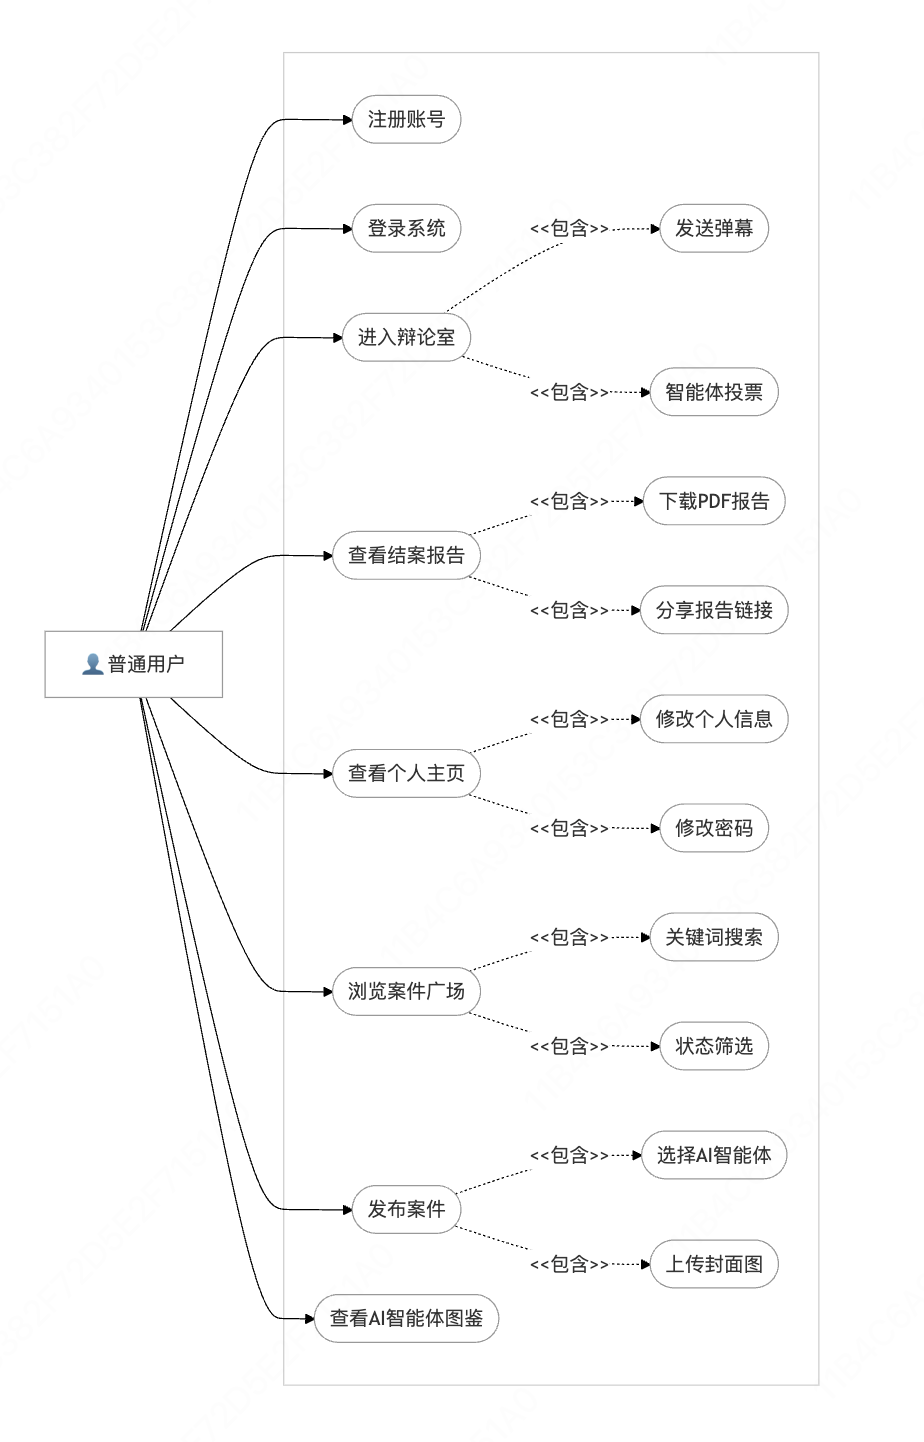 注册账号
登录系统
<<包含>>
发送弹幕
进入辩论室
<<包含>>
智能体投票
<<包含>>
下载PDF报告
查看结案报告
<<包含>>
分享报告链接
普通用户
<<包含>>
修改个人信息
查看个人主页
<<包含>>
修改密码
<<包含>>
关键词搜索
浏览案件广场
<<包含>>
状态筛选
<<包含>>
选择AI智能体
发布案件
<<包含>>
上传封面图
查看AI智能体图鉴